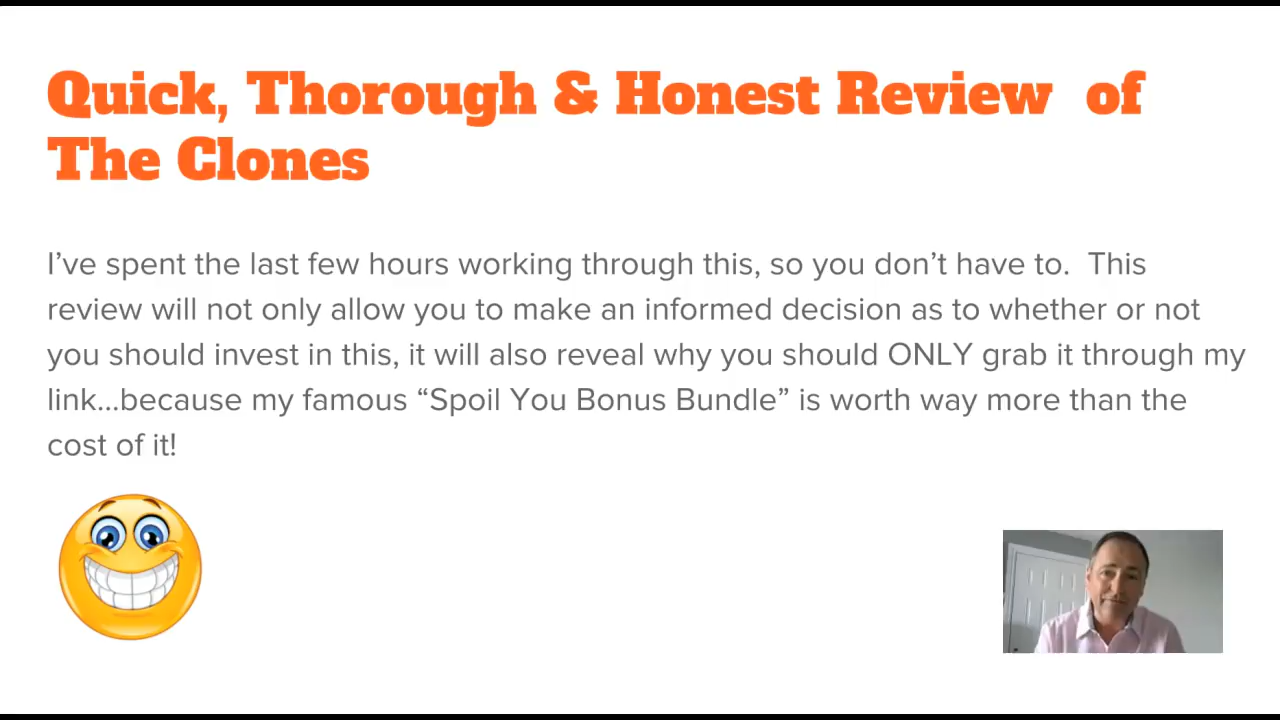 Quick, Thorough & Honest Review  of
The Clones
I’ve spent the last few hours working through this, so you don’t have to.  This
review will not only allow you to make an informed decision as to whether or not
you should invest in this, it will also reveal why you should ONLY grab it through my
link...because my famous “Spoil You Bonus Bundle” is worth way more than the
cost of it!